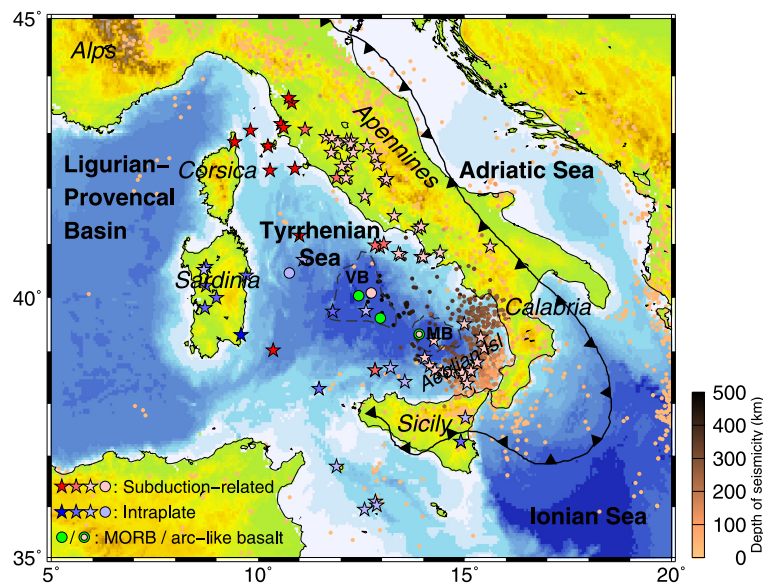 45˚
Alps
Apennines
Ligurian–
Provencal
Basin
Corsica
Adriatic Sea
Tyrrhenian
Sea
VB
Sardinia
40˚
Calabria
MB
Aeolian Isl
Sicily
: Subduction–related
: Intraplate
/ : MORB / arc–like basalt
Ionian Sea
35˚
5˚
10˚
15˚
20˚
500
400
300
200
100
0
Depth of seismicity (km)